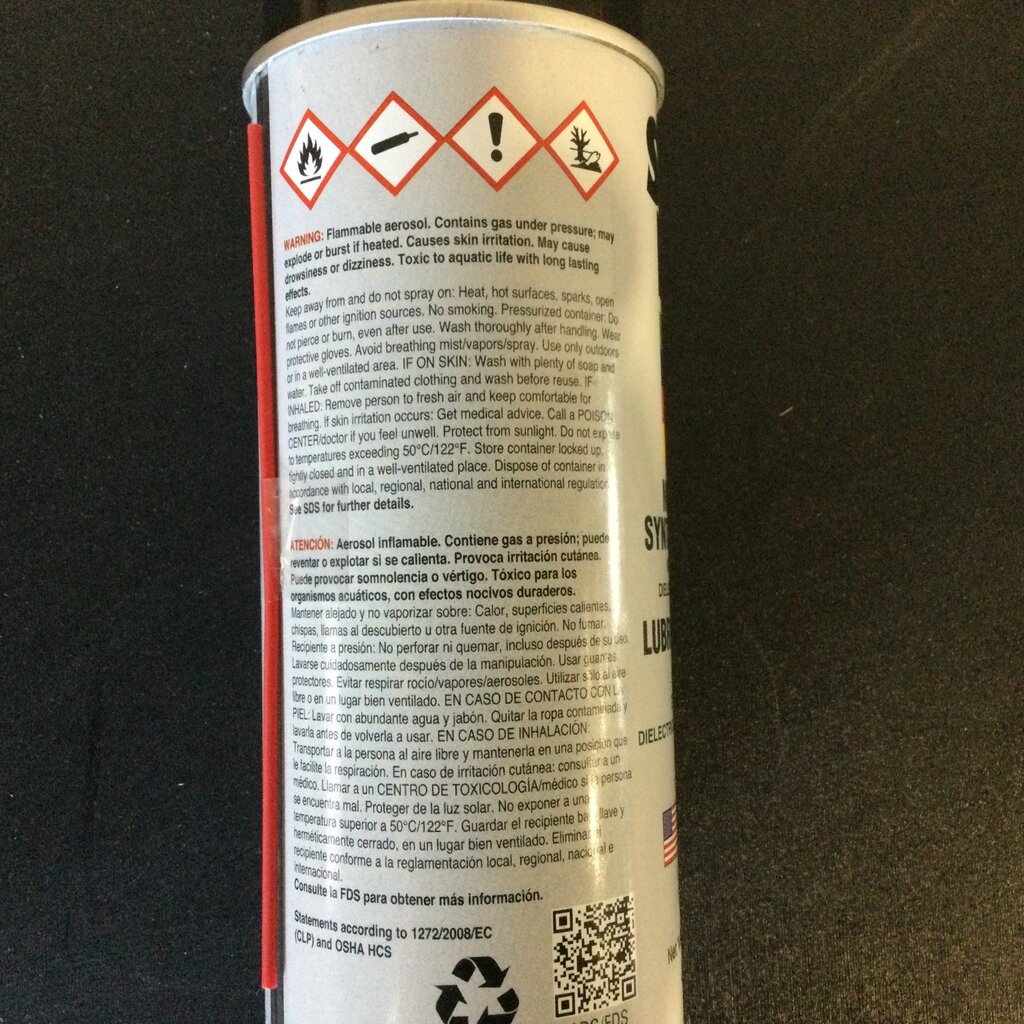 WARNING: Flammable aerosol. Contains gas under pressure; may
explode or burst if heated. Causes skin irritation. May cause
drowsiness or dizziness. Toxic to aquatic life with long lasting
effects.
Keep away from and do not spray on: Heat, hot surfaces, sparks, open
flames or other ignition sources. No smoking. Pressurized container: Do
not pierce or burn, even after use. Wash thoroughly after handling. Wear
protective gloves. Avoid breathing mist/vapors/spray. Use only outdoors
or in a well-ventilated area. IF ON SKIN: Wash with plenty of soap and
water. Take off contaminated clothing and wash before reuse. IF
INHALED: Remove person to fresh air and keep comfortable for
breathing. If skin irritation occurs: Get medical advice. Call a POISON
CENTER/doctor if you feel unwell. Protect from sunlight. Do not expose
to temperatures exceeding 50°C/122°F. Store container locked up,
tightly closed and in a well-ventilated place. Dispose of container in
accordance with local, regional, national and international regulation
See SDS for further details.
ATENCIÓN: Aerosol inflamable. Contiene gas a presión; puede
reventar o explotar si se calienta. Provoca irritación cutánea.
Puede provocar somnolencia o vértigo. Tóxico para los
organismos acuáticos, con efectos nocivos duraderos.
Mantener alejado y no vaporizar sobre: Calor, superficies calientes,
chispas, llamas al descubierto u otra fuente de ignición. No fumar.
Recipiente a presión: No perforar ni quemar, incluso después de su uso.
Lavarse cuidadosamente después de la manipulación. Usar guantes
protectores. Evitar respirar rocío/vapores/aerosoles. Utilizar sólo al aire
libre o en un lugar bien ventilado. EN CASO DE CONTACTO CON LA
PIEL: Lavar con abundante agua y jabón. Quitar la ropa contaminada y
lavarla antes de volverla a usar. EN CASO DE INHALACIÓN:
Transportar a la persona al aire libre y mantenerla en una posición que
le facilite la respiración. En caso de irritación cutánea: consultar a un
médico. Llamar a un CENTRO DE TOXICOLOGÍA/médico si la persona
se encuentra mal. Proteger de la luz solar. No exponer a una
temperatura superior a 50°C/122°F. Guardar el recipiente bajo llave y
herméticamente cerrado, en un lugar bien ventilado. Eliminar el
recipiente conforme a la reglamentación local, regional, nacional e
internacional.
Consulte la FDS para obtener más información.
Statements according to 1272/2008/EC
(CLP) and OSHA HCS
SDS/FDS
SYN
LUBR
DIELÉCTR
Net